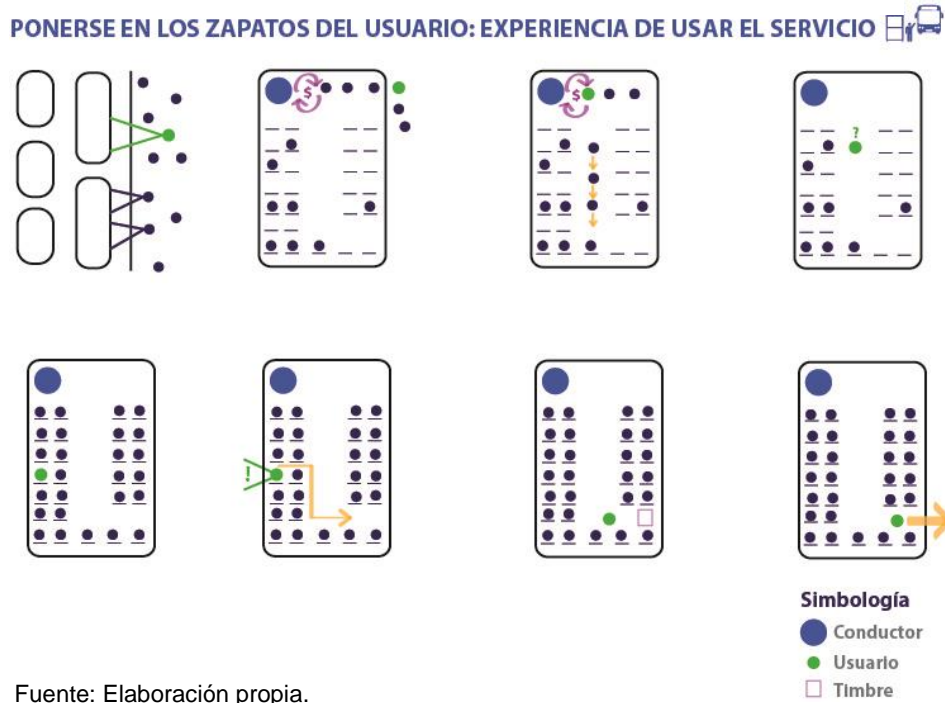 PONERSE EN LOS ZAPATOS DEL USUARIO: EXPERIENCIA DE USAR EL SERVICIO
$
$
?
!
Simbología
Conductor
Usuario
Timbre
Fuente: Elaboración propia.